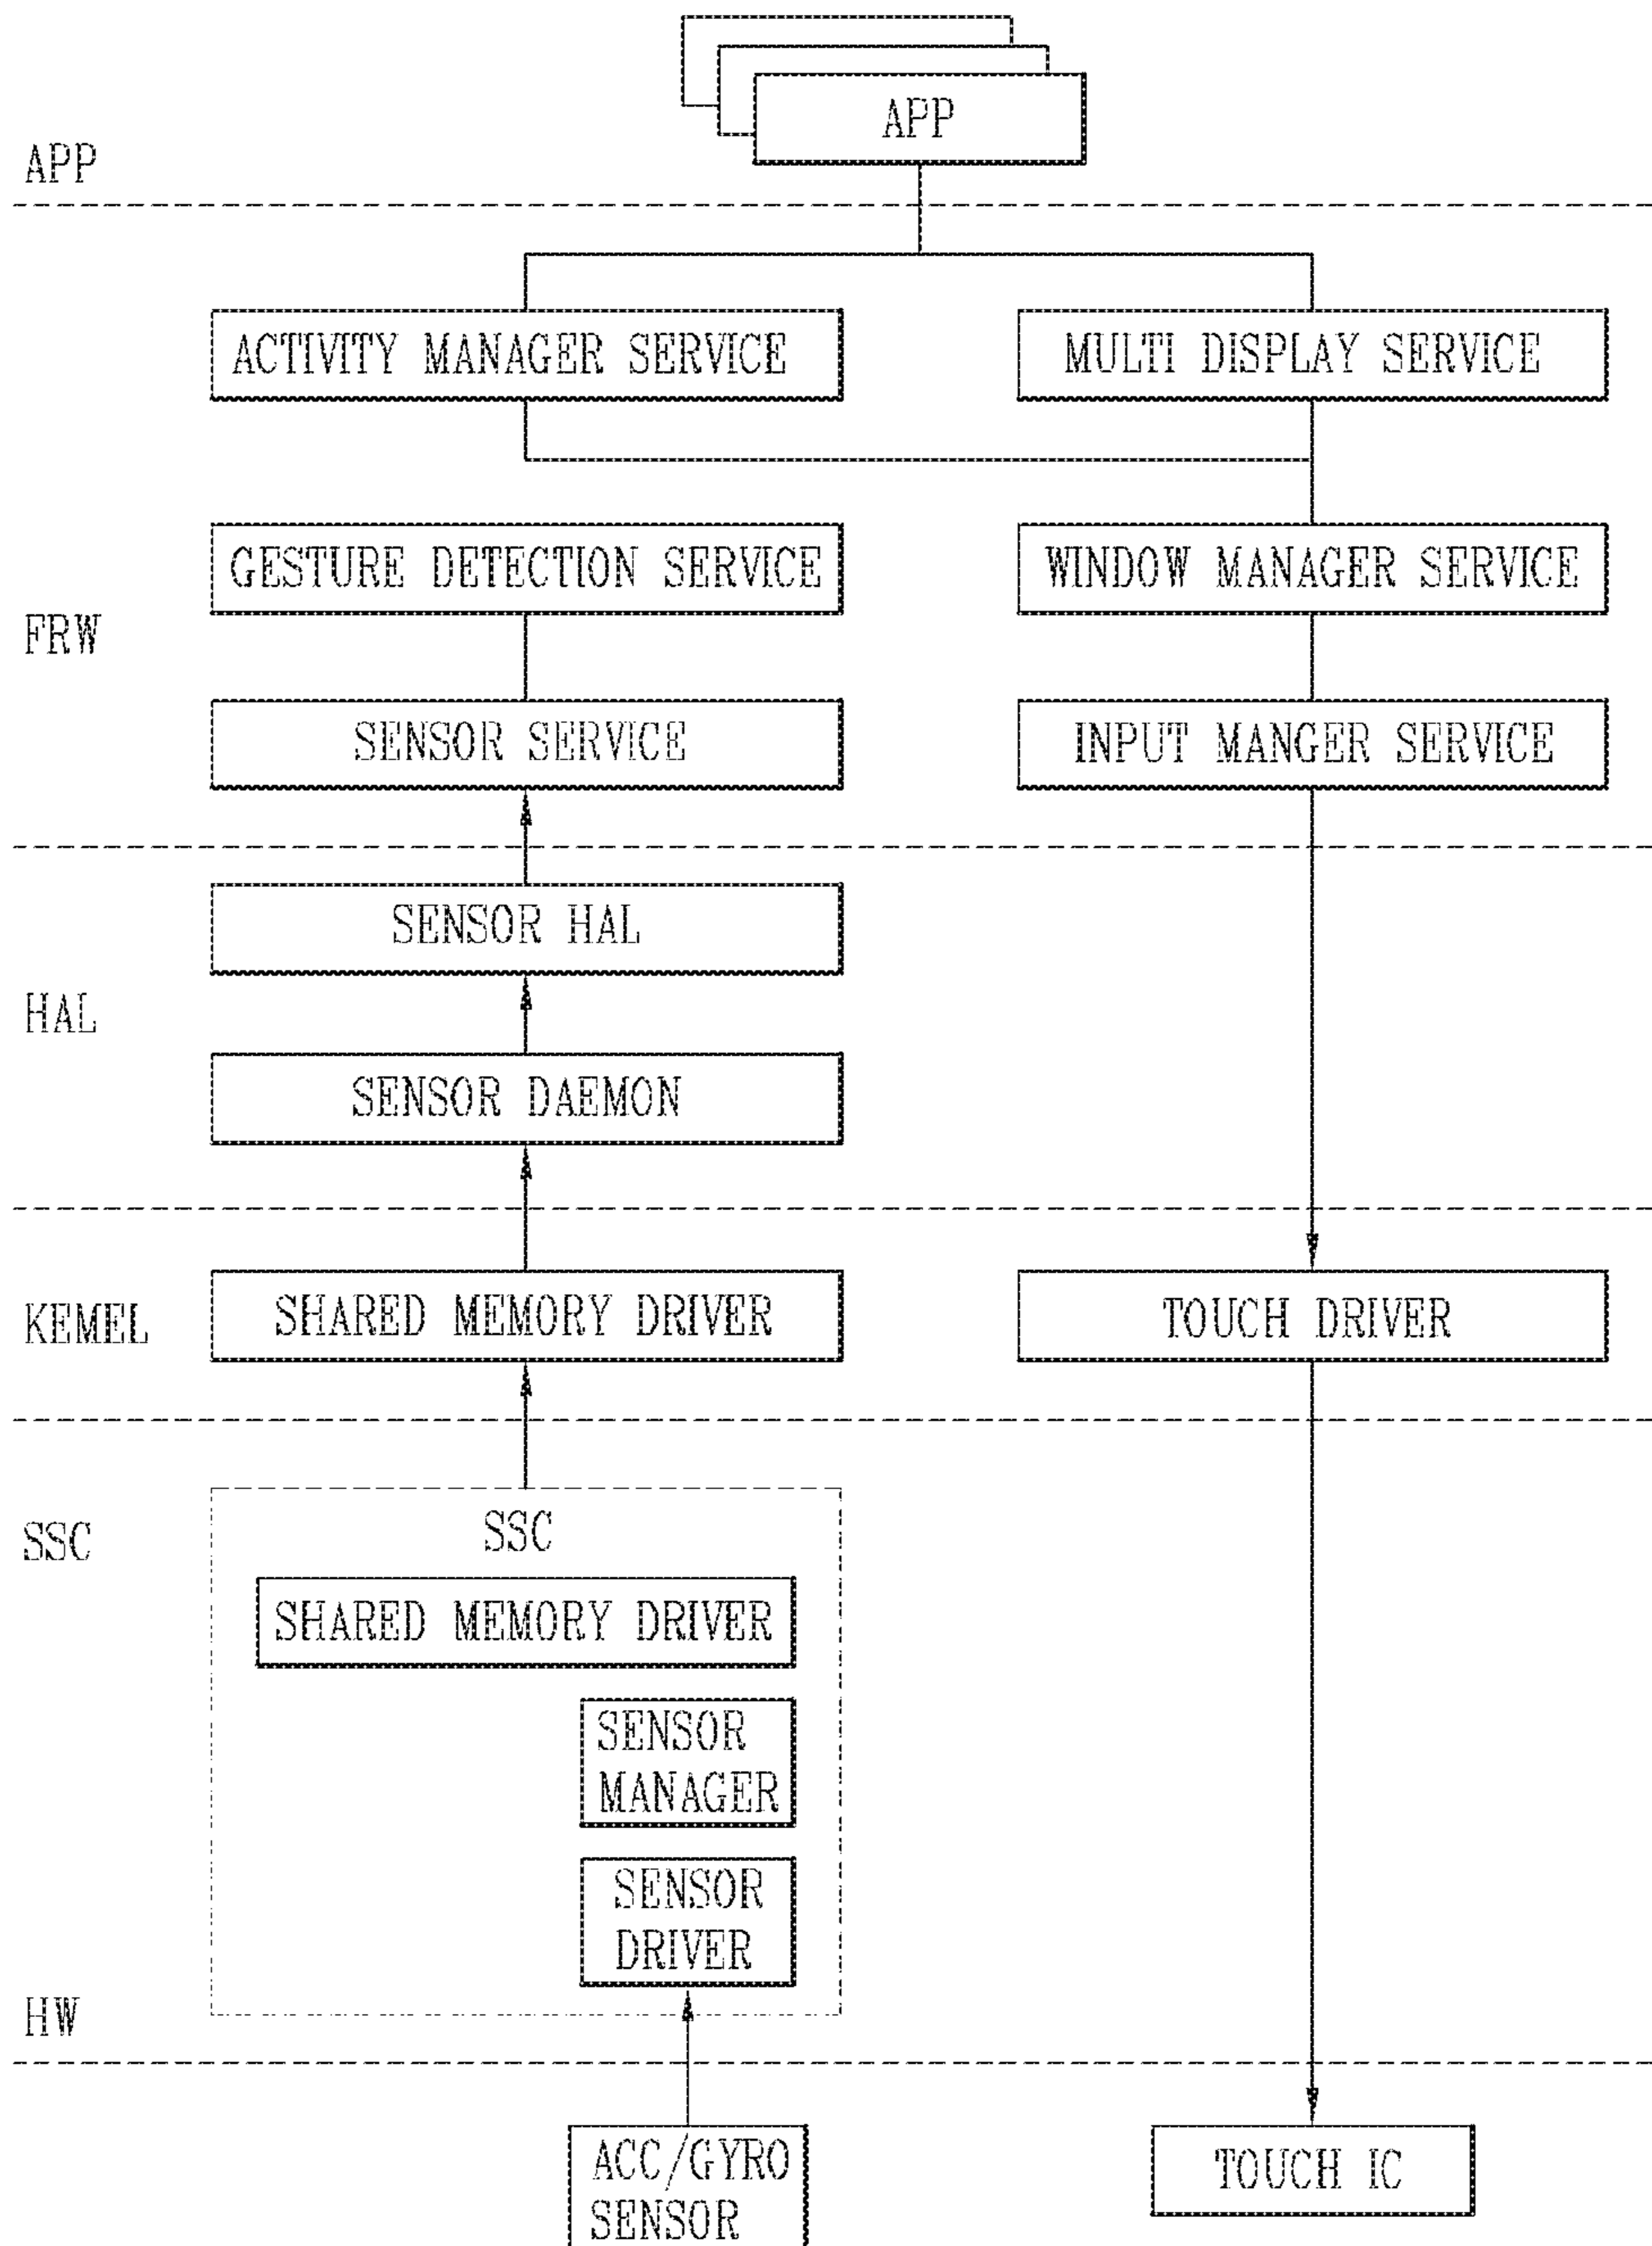 APP
APP
ACTIVITY MANAGER SERVICE
MULTI DISPLAY SERVICE
GESTURE DETECTION SERVICE
WINDOW MANAGER SERVICE
FRW
SENSOR SERVICE
INPUT MANGER SERVICE
SENSOR HAL
HAL
SENSOR DAEMON
KEMEL
SHARED MEMORY DRIVER
TOUCH DRIVER
SSC
SSC
SHARED MEMORY DRIVER
SENSOR
MANAGER
SENSOR
DRIVER
HW
ACC/GYRO
SENSOR
TOUCH IC